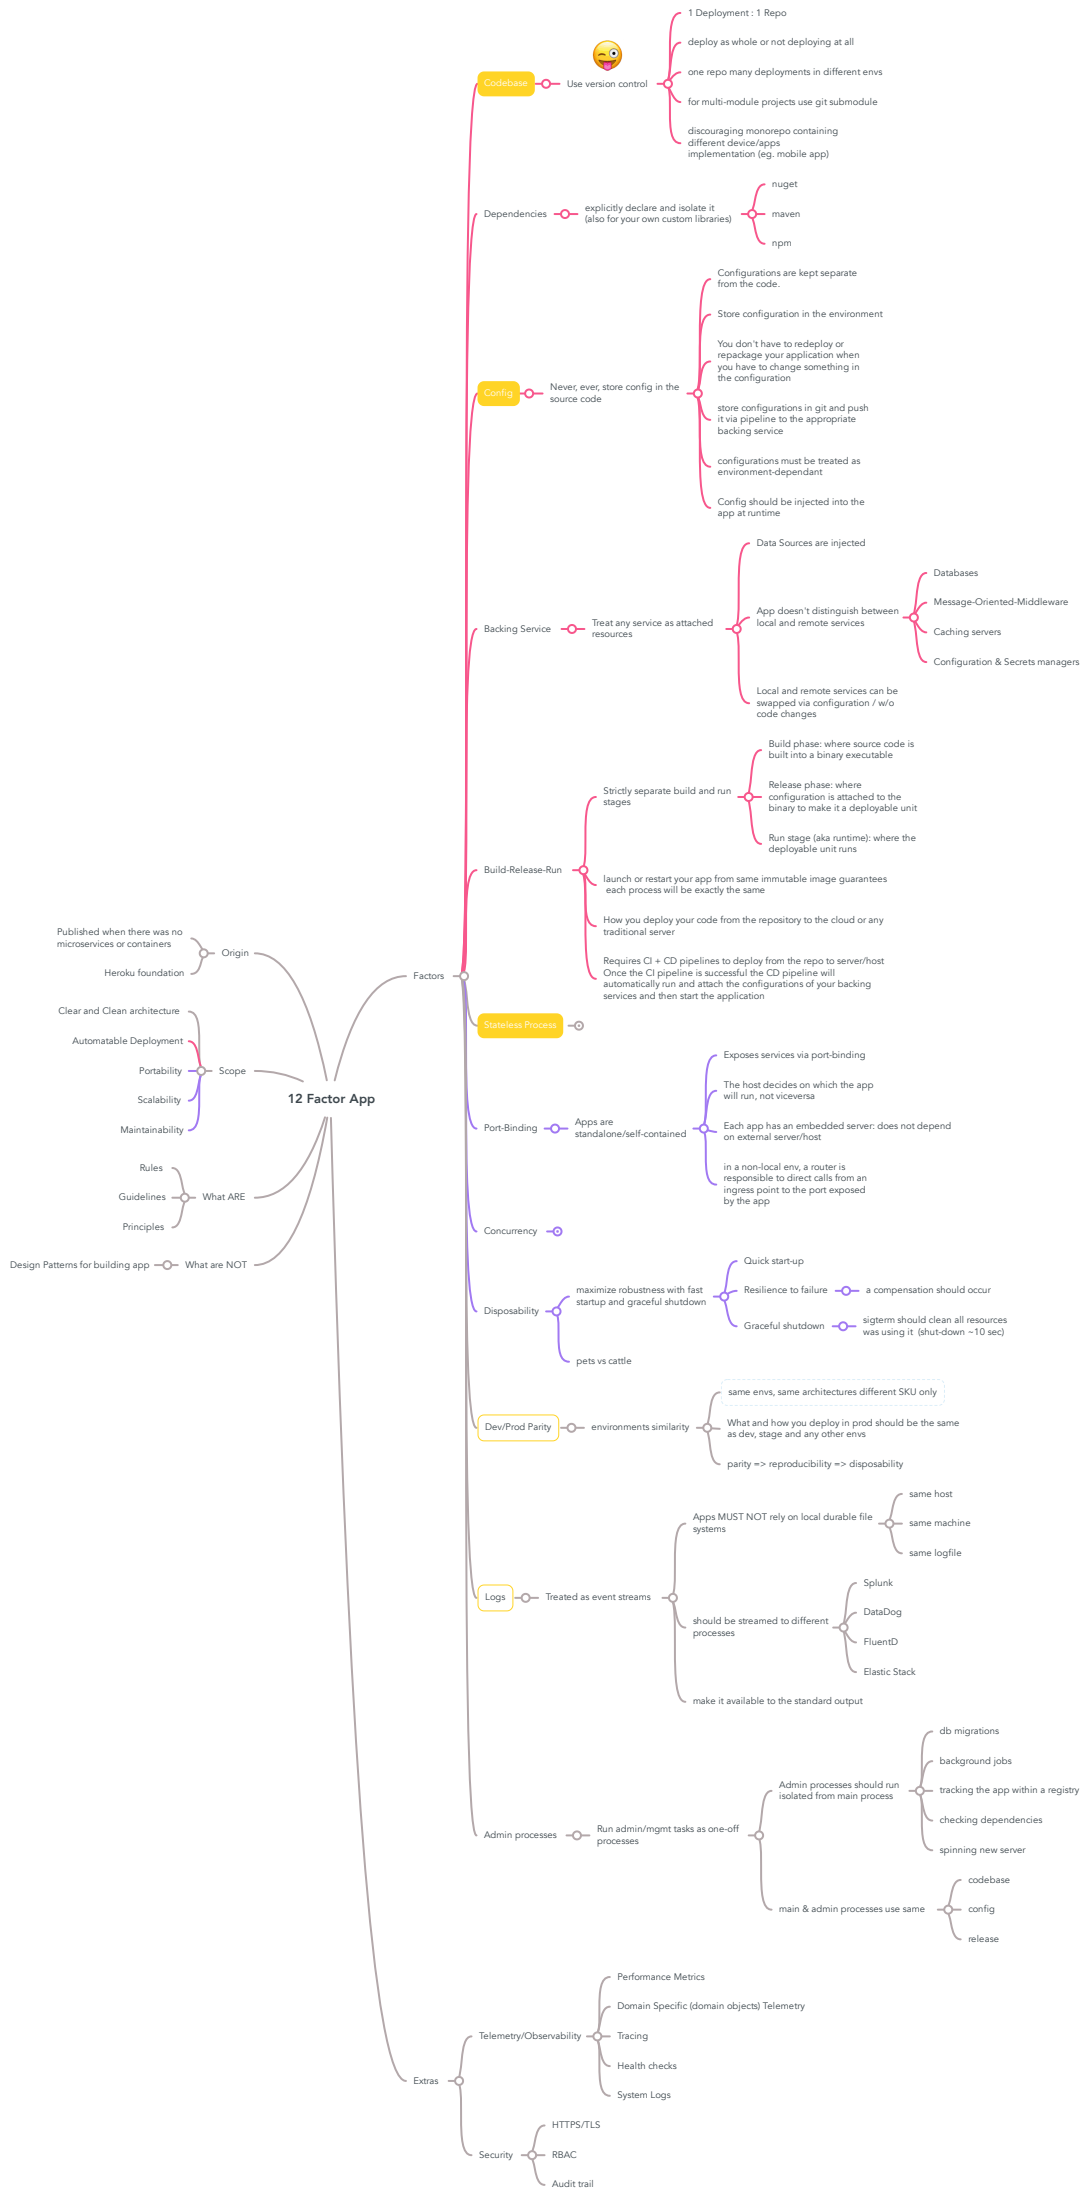 12 Factor App
Origin
Published when there was no
microservices or containers
Heroku foundation
Scope
Clear and Clean architecture
Automatable Deployment
Portability
Scalability
Maintainability
What ARE
Rules
Guidelines
Principles
What are NOT
Design Patterns for building app
Factors
Codebase
Use version control
1 Deployment : 1 Repo
deploy as whole or not deploying at all
one repo many deployments in different envs
for multi-module projects use git submodule
discouraging monorepo containing
different device/apps
implementation (eg. mobile app)
Dependencies
explicitly declare and isolate it
(also for your own custom libraries)
nuget
maven
npm
Config
Never, ever, store config in the
source code
Configurations are kept separate
from the code.
Store configuration in the environment
You don't have to redeploy or
repackage your application when
you have to change something in
the configuration
store configurations in git and push
it via pipeline to the appropriate
backing service
configurations must be treated as
environment-dependant
Config should be injected into the
app at runtime
Backing Service
Treat any service as attached
resources
Data Sources are injected
App doesn't distinguish between
local and remote services
Databases
Message-Oriented-Middleware
Caching servers
Configuration & Secrets managers
Local and remote services can be
swapped via configuration / w/o
code changes
Build-Release-Run
Strictly separate build and run
stages
Build phase: where source code is
built into a binary executable
Release phase: where
configuration is attached to the
binary to make it a deployable unit
Run stage (aka runtime): where the
deployable unit runs
launch or restart your app from same immutable image guarantees
each process will be exactly the same
How you deploy your code from the repository to the cloud or any
traditional server
Requires CI + CD pipelines to deploy from the repo to server/host
Once the CI pipeline is successful the CD pipeline will
automatically run and attach the configurations of your backing
services and then start the application
Stateless Process
Port-Binding
Apps are
standalone/self-contained
Exposes services via port-binding
The host decides on which the app
will run, not viceversa
Each app has an embedded server: does not depend
on external server/host
in a non-local env, a router is
responsible to direct calls from an
ingress point to the port exposed
by the app
Concurrency
Disposability
maximize robustness with fast
startup and graceful shutdown
Quick start-up
Resilience to failure
a compensation should occur
Graceful shutdown
sigterm should clean all resources
was using it (shut-down ~10 sec)
pets vs cattle
Dev/Prod Parity
environments similarity
same envs, same architectures different SKU only
What and how you deploy in prod should be the same
as dev, stage and any other envs
parity => reproducibility => disposability
Logs
Treated as event streams
Apps MUST NOT rely on local durable file
systems
same host
same machine
same logfile
should be streamed to different
processes
Splunk
DataDog
FluentD
Elastic Stack
make it available to the standard output
Admin processes
Run admin/mgmt tasks as one-off
processes
Admin processes should run
isolated from main process
db migrations
background jobs
tracking the app within a registry
checking dependencies
spinning new server
main & admin processes use same
codebase
config
release
Extras
Telemetry/Observability
Performance Metrics
Domain Specific (domain objects) Telemetry
Tracing
Health checks
System Logs
Security
HTTPS/TLS
RBAC
Audit trail